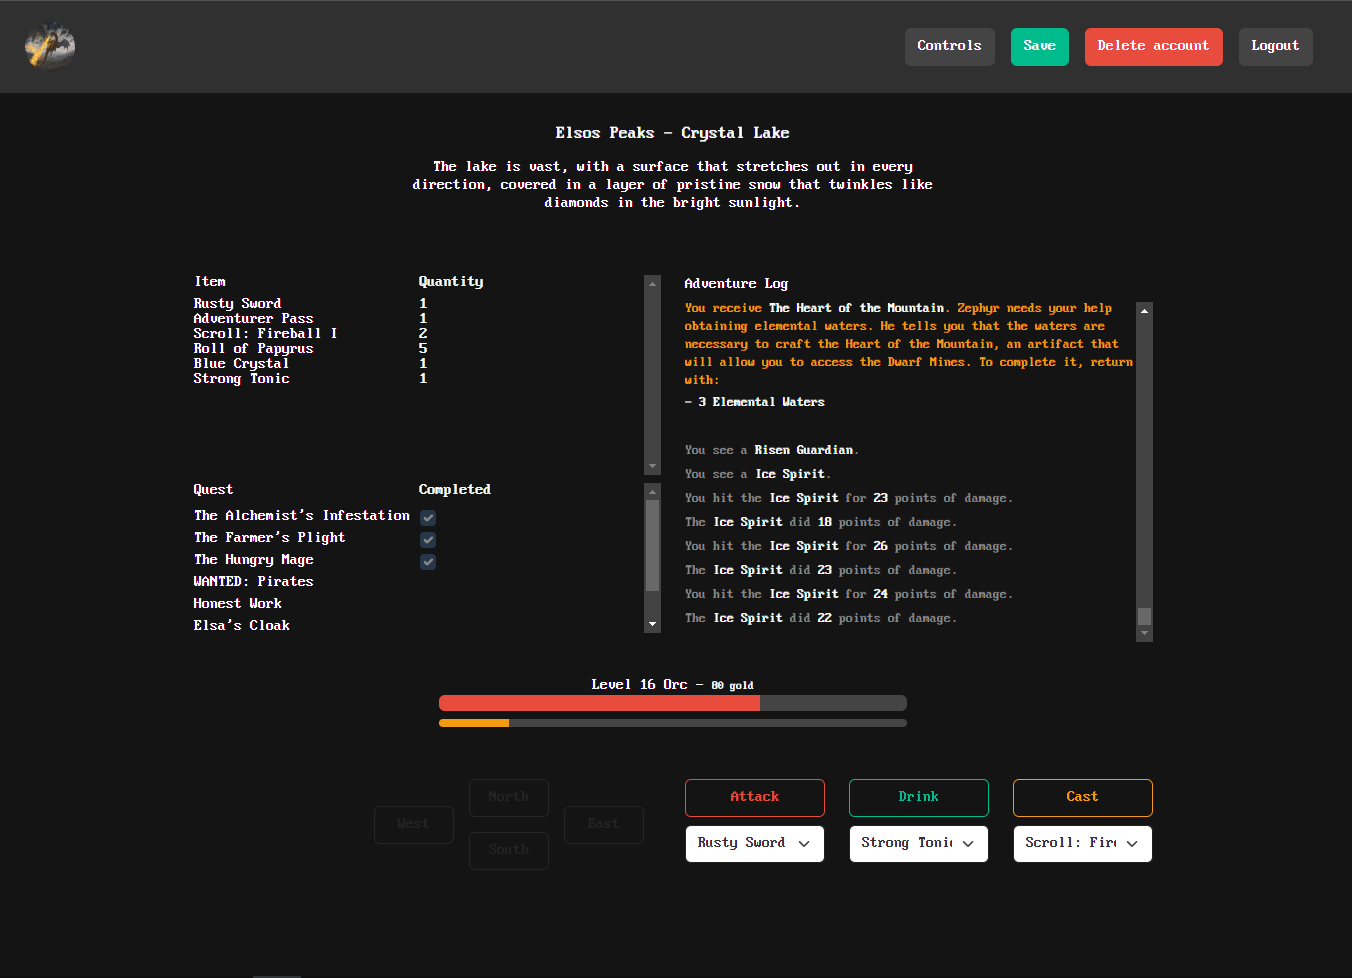 Controls
Save
Delete account
Logout
Elsos Peaks - Crystal Lake
The lake is vast, with a surface that stretches out in every
direction, covered in a layer of pristine snow that twinkles like
diamonds in the bright sunlight.
Item Quantity
Rusty Sword 1
Adventurer Pass 1
Scroll: Fireball I 2
Roll of Papyrus 5
Blue Crystal 1
Strong Tonic 1
Quest Completed
The Alchemist's Infestation
The Farmer's Plight
The Hungry Mage
WANTED: Pirates
Honest Work
Elsa's Cloak
Adventure Log
You receive The Heart of the Mountain. Zephyr needs your help
obtaining elemental waters. He tells you that the waters are
necessary to craft the Heart of the Mountain, an artifact that
will allow you to access the Dwarf Mines. To complete it, return
with:
- 3 Elemental Waters
You see a Risen Guardian.
You see a Ice Spirit.
You hit the Ice Spirit for 23 points of damage.
The Ice Spirit did 18 points of damage.
You hit the Ice Spirit for 26 points of damage.
The Ice Spirit did 23 points of damage.
You hit the Ice Spirit for 24 points of damage.
The Ice Spirit did 22 points of damage.
Level 16 Orc - 80 gold
North
West
East
South
Attack
Drink
Cast
Rusty Sword
Strong Toni
Scroll: Fire